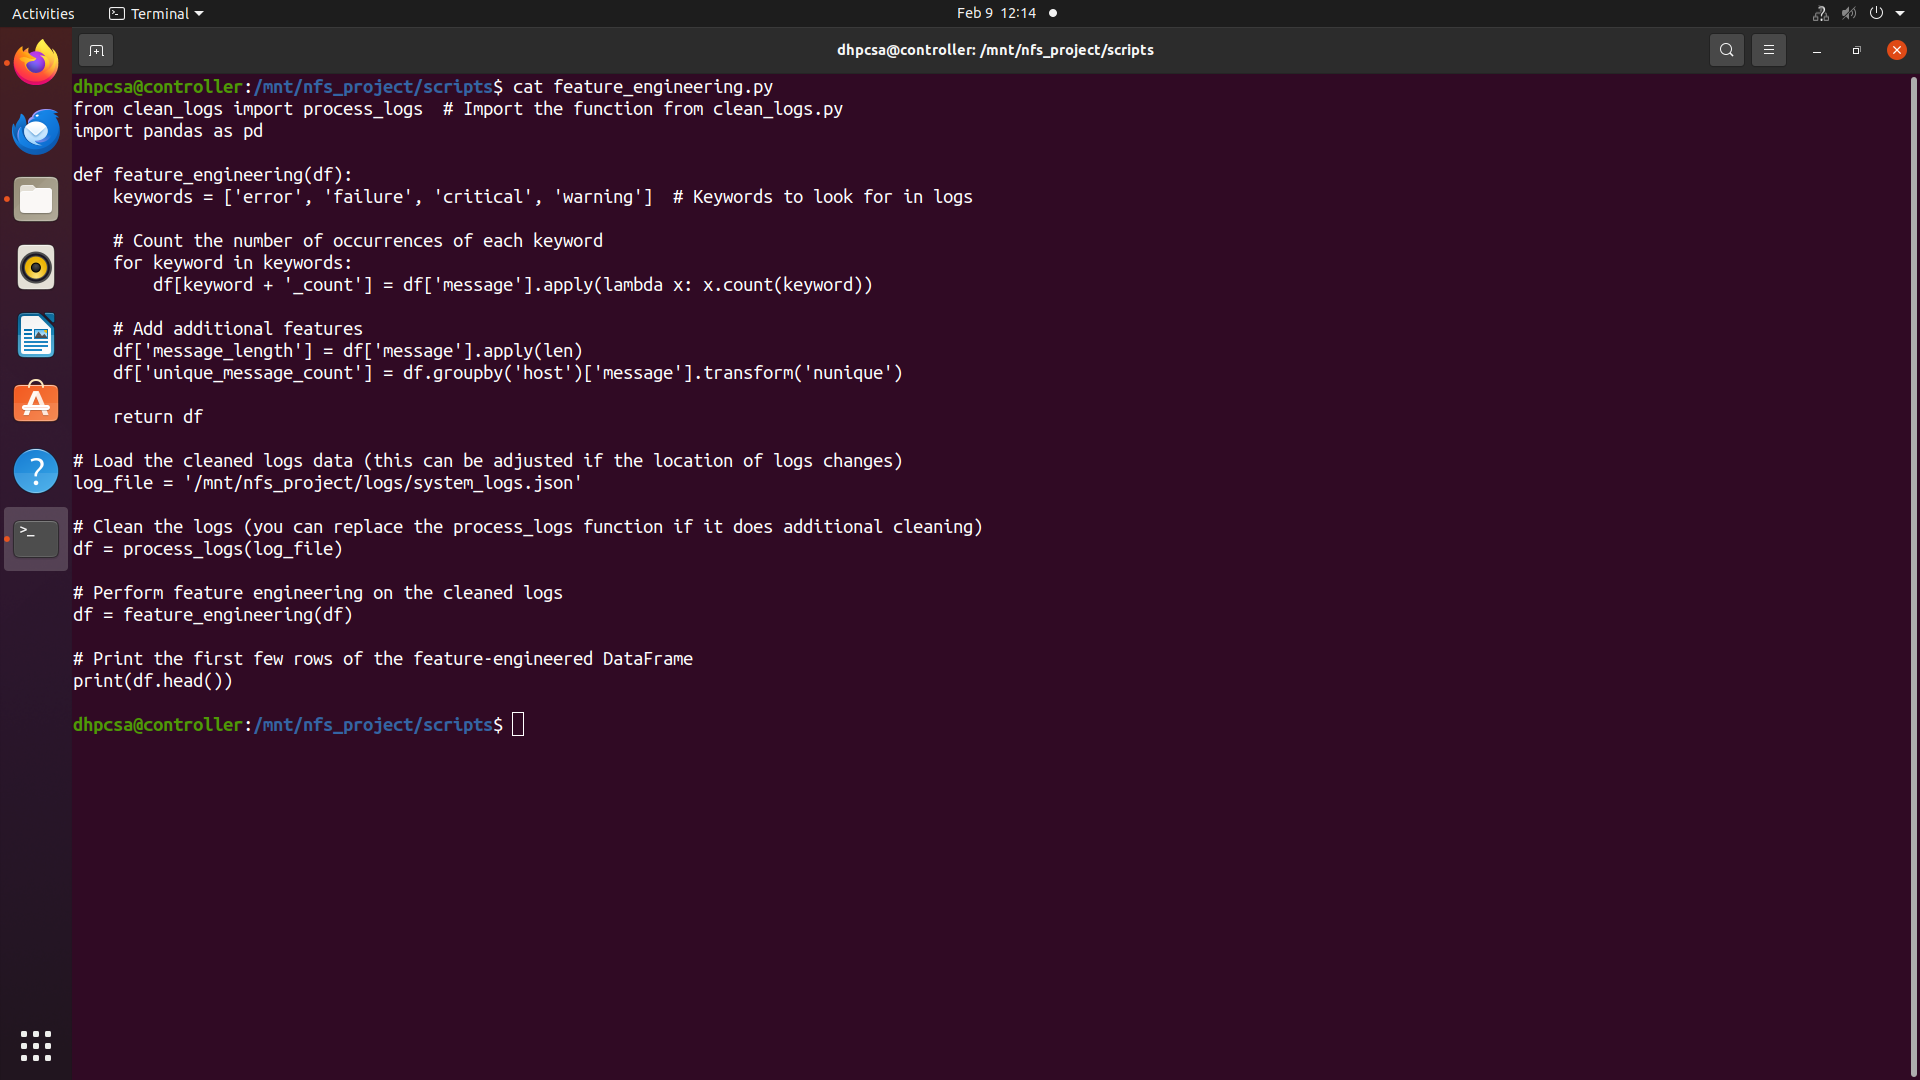 Activities
Terminal
Feb 9 12:14
dhpcsa@controller: /mnt/nfs_project/scripts
dhpcsa@controller:/mnt/nfs_project/scripts$ cat feature_engineering.py
from clean_logs import process_logs  # Import the function from clean_logs.py
import pandas as pd

def feature_engineering(df):
    keywords = ['error', 'failure', 'critical', 'warning']  # Keywords to look for in logs

    # Count the number of occurrences of each keyword
    for keyword in keywords:
        df[keyword + '_count'] = df['message'].apply(lambda x: x.count(keyword))

    # Add additional features
    df['message_length'] = df['message'].apply(len)
    df['unique_message_count'] = df.groupby('host')['message'].transform('nunique')

    return df

# Load the cleaned logs data (this can be adjusted if the location of logs changes)
log_file = '/mnt/nfs_project/logs/system_logs.json'

# Clean the logs (you can replace the process_logs function if it does additional cleaning)
df = process_logs(log_file)

# Perform feature engineering on the cleaned logs
df = feature_engineering(df)

# Print the first few rows of the feature-engineered DataFrame
print(df.head())

dhpcsa@controller:/mnt/nfs_project/scripts$